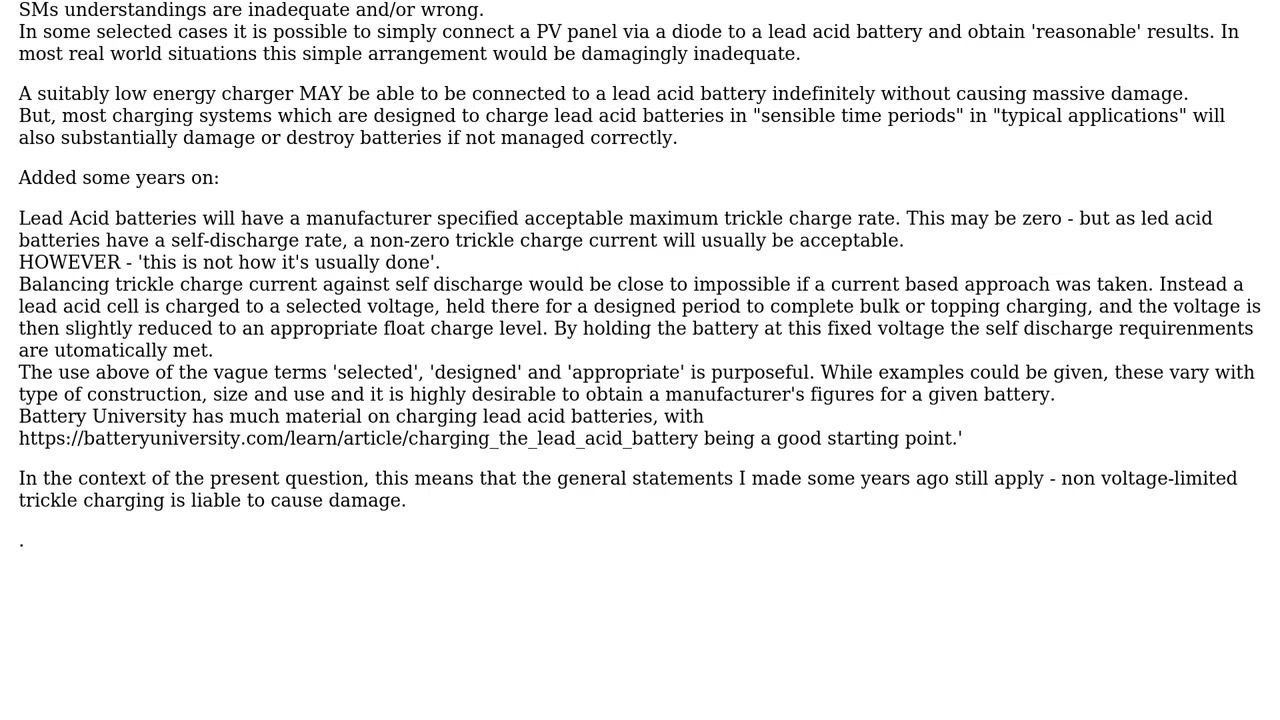 SMs understandings are inadequate and/or wrong.
In some selected cases it is possible to simply connect a PV panel via a diode to a lead acid battery and obtain 'reasonable' results. In
most real world situations this simple arrangement would be damagingly inadequate.
A suitably low energy charger MAY be able to be connected to a lead acid battery indefinitely without causing massive damage.
But, most charging systems which are designed to charge lead acid batteries in "sensible time periods" in "typical applications" will
also substantially damage or destroy batteries if not managed correctly.
Added some years on:
Lead Acid batteries will have a manufacturer specified acceptable maximum trickle charge rate. This may be zero - but as led acid
batteries have a self-discharge rate, a non-zero trickle charge current will usually be acceptable.
HOWEVER - 'this is not how it's usually done'.
Balancing trickle charge current against self discharge would be close to impossible if a current based approach was taken. Instead a
lead acid cell is charged to a selected voltage, held there for a designed period to complete bulk or topping charging, and the voltage is
then slightly reduced to an appropriate float charge level. By holding the battery at this fixed voltage the self discharge requirenments
are utomatically met.
The use above of the vague terms 'selected', 'designed' and 'appropriate' is purposeful. While examples could be given, these vary with
type of construction, size and use and it is highly desirable to obtain a manufacturer's figures for a given battery.
Battery University has much material on charging lead acid batteries, with
https://batteryuniversity.com/learn/article/charging_the_lead_acid_battery being a good starting point.'
In the context of the present question, this means that the general statements I made some years ago still apply - non voltage-limited
trickle charging is liable to cause damage.
.